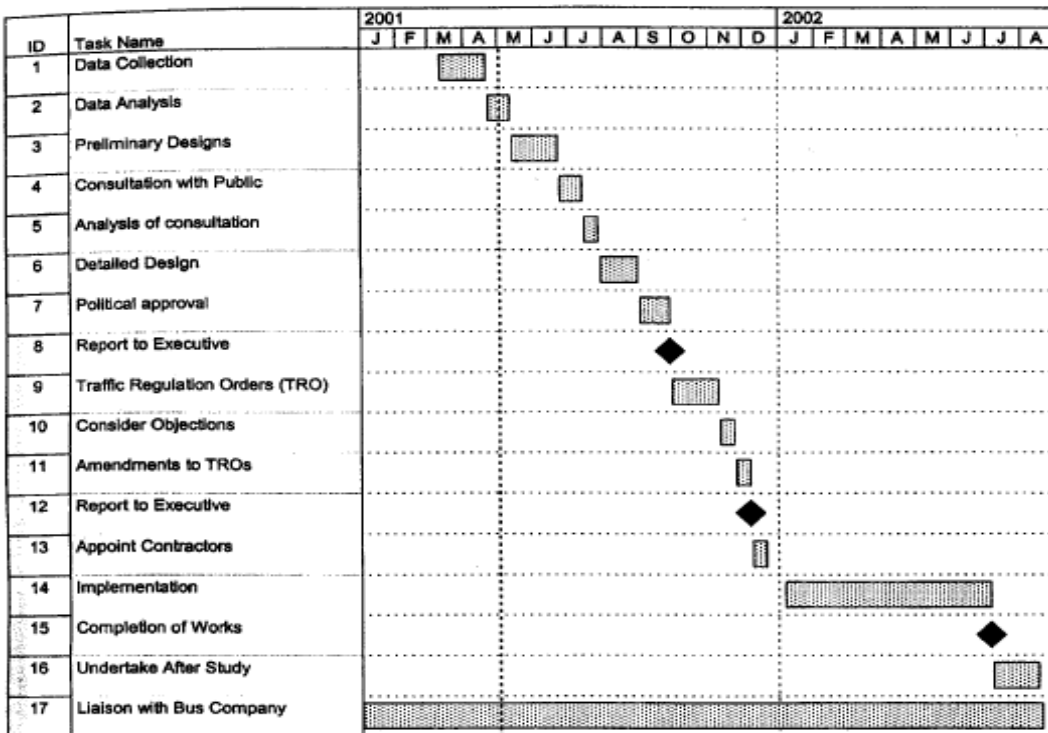 2001 2002
ID Task Name J F M A M J J A S O N D J F M A M J J A
1 Data Collection
2 Data Analysis
3 Preliminary Designs
4 Consultation with Public
5 Analysis of consultation
6 Detailed Design
7 Political approval
8 Report to Executive
9 Traffic Regulation Orders (TRO)
10 Consider Objections
11 Amendments to TROs
12 Report to Executive
13 Appoint Contractors
14 Implementation
15 Completion of Works
16 Undertake After Study
17 Liaison with Bus Company